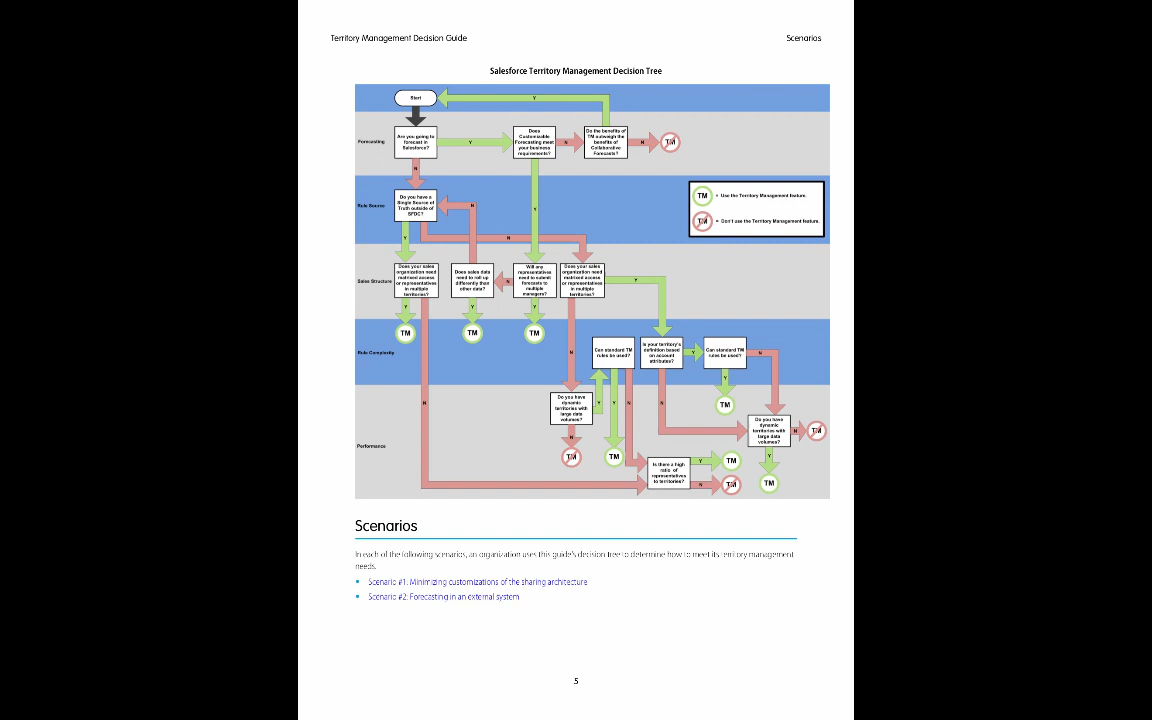 Territory Management Decision Guide
Scenarios
Salesforce Territory Management Decision Tree
Start
Y
Forecasting
Are you going to
forecast in
Salesforce?
Y
Does
Customizable
Forecasting meet
your business
requirements?
N
Do the benefits of
TM outweigh the
benefits of
Collaborative
Forecasts?
N
TM
N
Rule Source
Do you have a
Single Source of
Truth outside of
SFDC?
N
Y
TM
= Use the Territory Management feature.
TM
= Don't use the Territory Management feature.
Y
N
Sales Structure
Does your sales
organization need
matrixed access
or representatives
in multiple
territories?
Does sales data
need to roll up
differently than
other data?
N
Will any
representatives
need to submit
forecasts to
multiple
managers?
Does your sales
organization need
matrixed access
or representatives
in multiple
territories?
Y
Y
Y
Y
TM
TM
TM
Rule Complexity
N
Can standard TM
rules be used?
Is your territory's
definition based
on account
attributes?
Y
Can standard TM
rules be used?
N
Y
TM
N
Do you have
dynamic
territories with
large data
volumes?
Y
Y
N
N
Do you have
dynamic
territories with
large data
volumes?
N
TM
Performance
N
TM
TM
Y
TM
Is there a high
ratio of
representatives
to territories?
Y
TM
N
TM
Scenarios
In each of the following scenarios, an organization uses this guide's decision tree to determine how to meet its territory management
needs.
• Scenario #1: Minimizing customizations of the sharing architecture
• Scenario #2: Forecasting in an external system
5